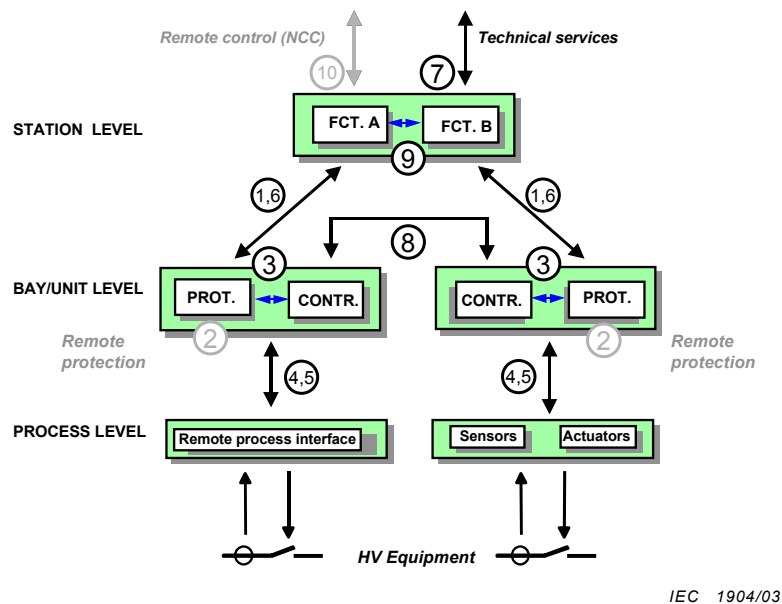 Remote control (NCC)
Technical services
10
7
STATION LEVEL
FCT. A
FCT. B
9
1,6
1,6
8
3
3
BAY/UNIT LEVEL
PROT.
CONTR.
CONTR.
PROT.
2
2
Remote
protection
Remote
protection
4,5
4,5
PROCESS LEVEL
Remote process interface
Sensors
Actuators
HV Equipment
IEC 1904/03